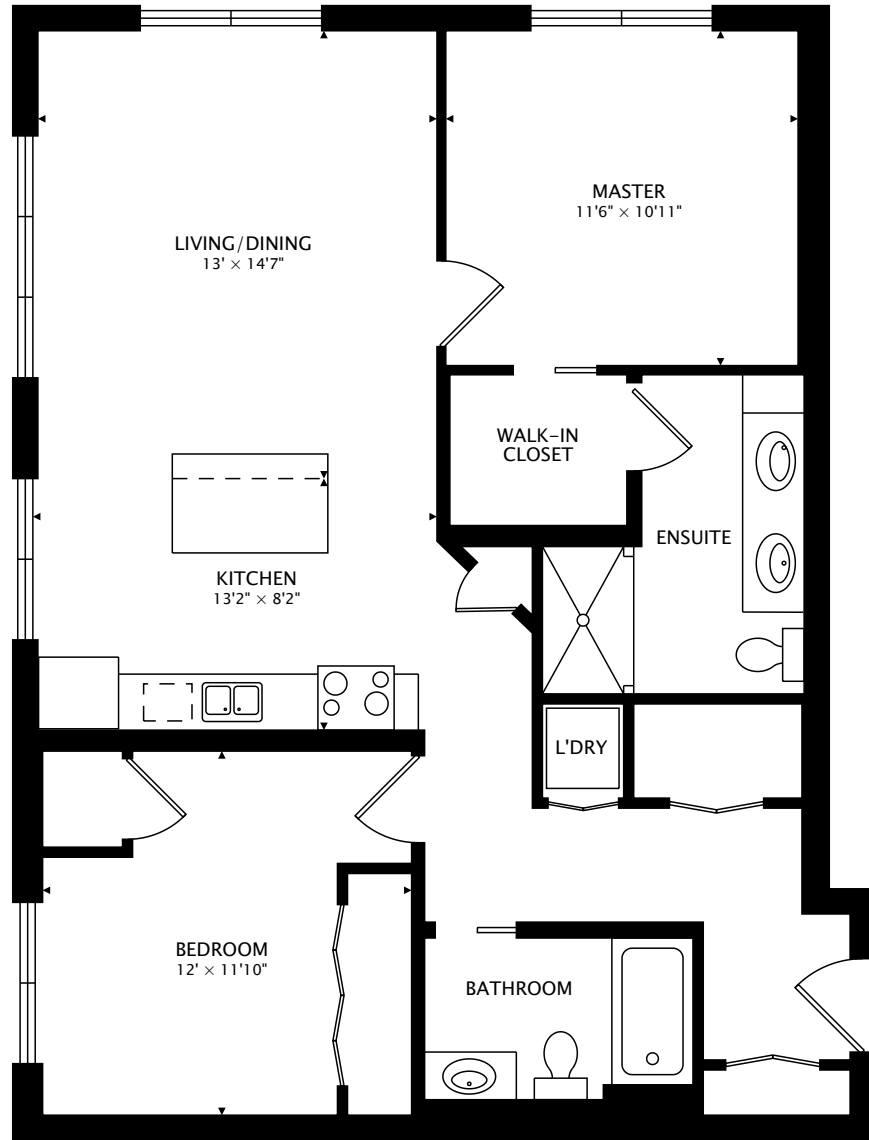 MASTER
11'6" × 10'11"
LIVING/DINING
13' × 14'7"
WALK-IN
CLOSET
ENSUITE
KITCHEN
13'2" × 8'2"
L'DRY
BEDROOM
12' × 11'10"
BATHROOM